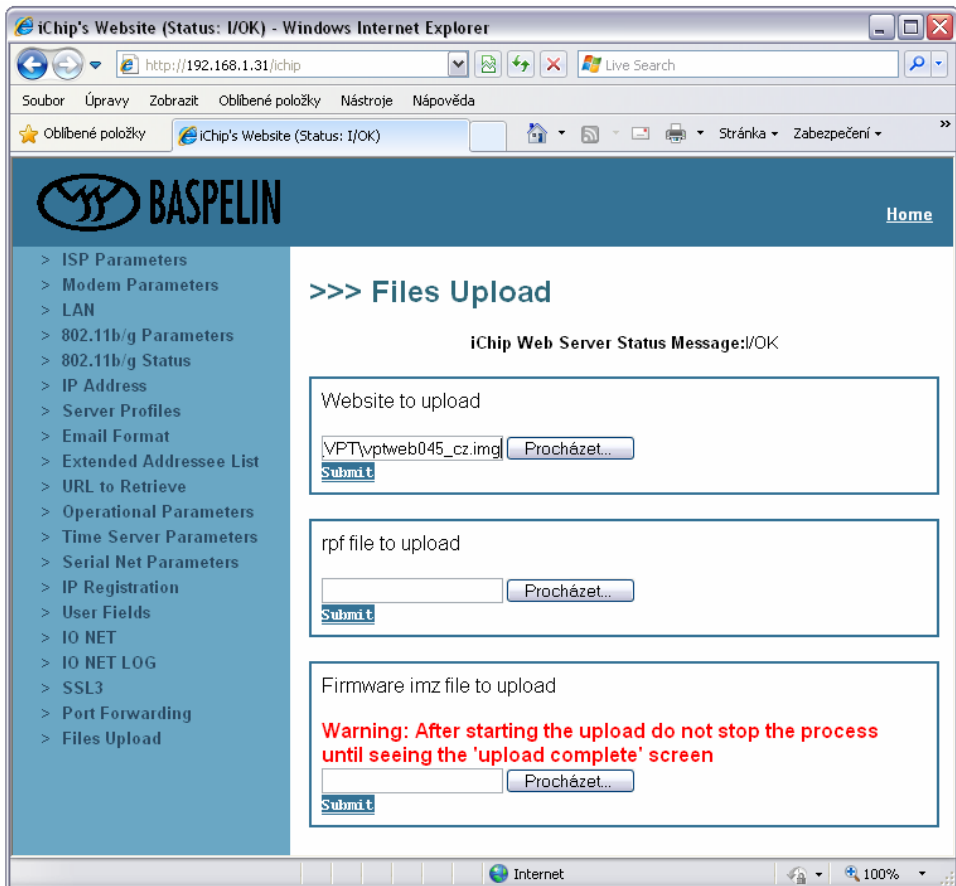 iChip's Website (Status: I/OK) - Windows Internet Explorer
http://192.168.1.31/ichip
Live Search
Soubor Úpravy Zobrazit Oblíbené položky Nástroje Nápověda
Oblíbené položky iChip's Website (Status: I/OK) Stránka Zabezpečení »
BASPELIN
Home
> ISP Parameters
> Modem Parameters
> LAN
> 802.11b/g Parameters
> 802.11b/g Status
> IP Address
> Server Profiles
> Email Format
> Extended Addressee List
> URL to Retrieve
> Operational Parameters
> Time Server Parameters
> Serial Net Parameters
> IP Registration
> User Fields
> IO NET
> IO NET LOG
> SSL3
> Port Forwarding
> Files Upload
>>> Files Upload
iChip Web Server Status Message:I/OK
Website to upload
\VPT\vptweb045_cz.img Procházet...
Submit
rpf file to upload
Procházet...
Submit
Firmware imz file to upload
Warning: After starting the upload do not stop the process
until seeing the 'upload complete' screen
Procházet...
Submit
Internet 100%